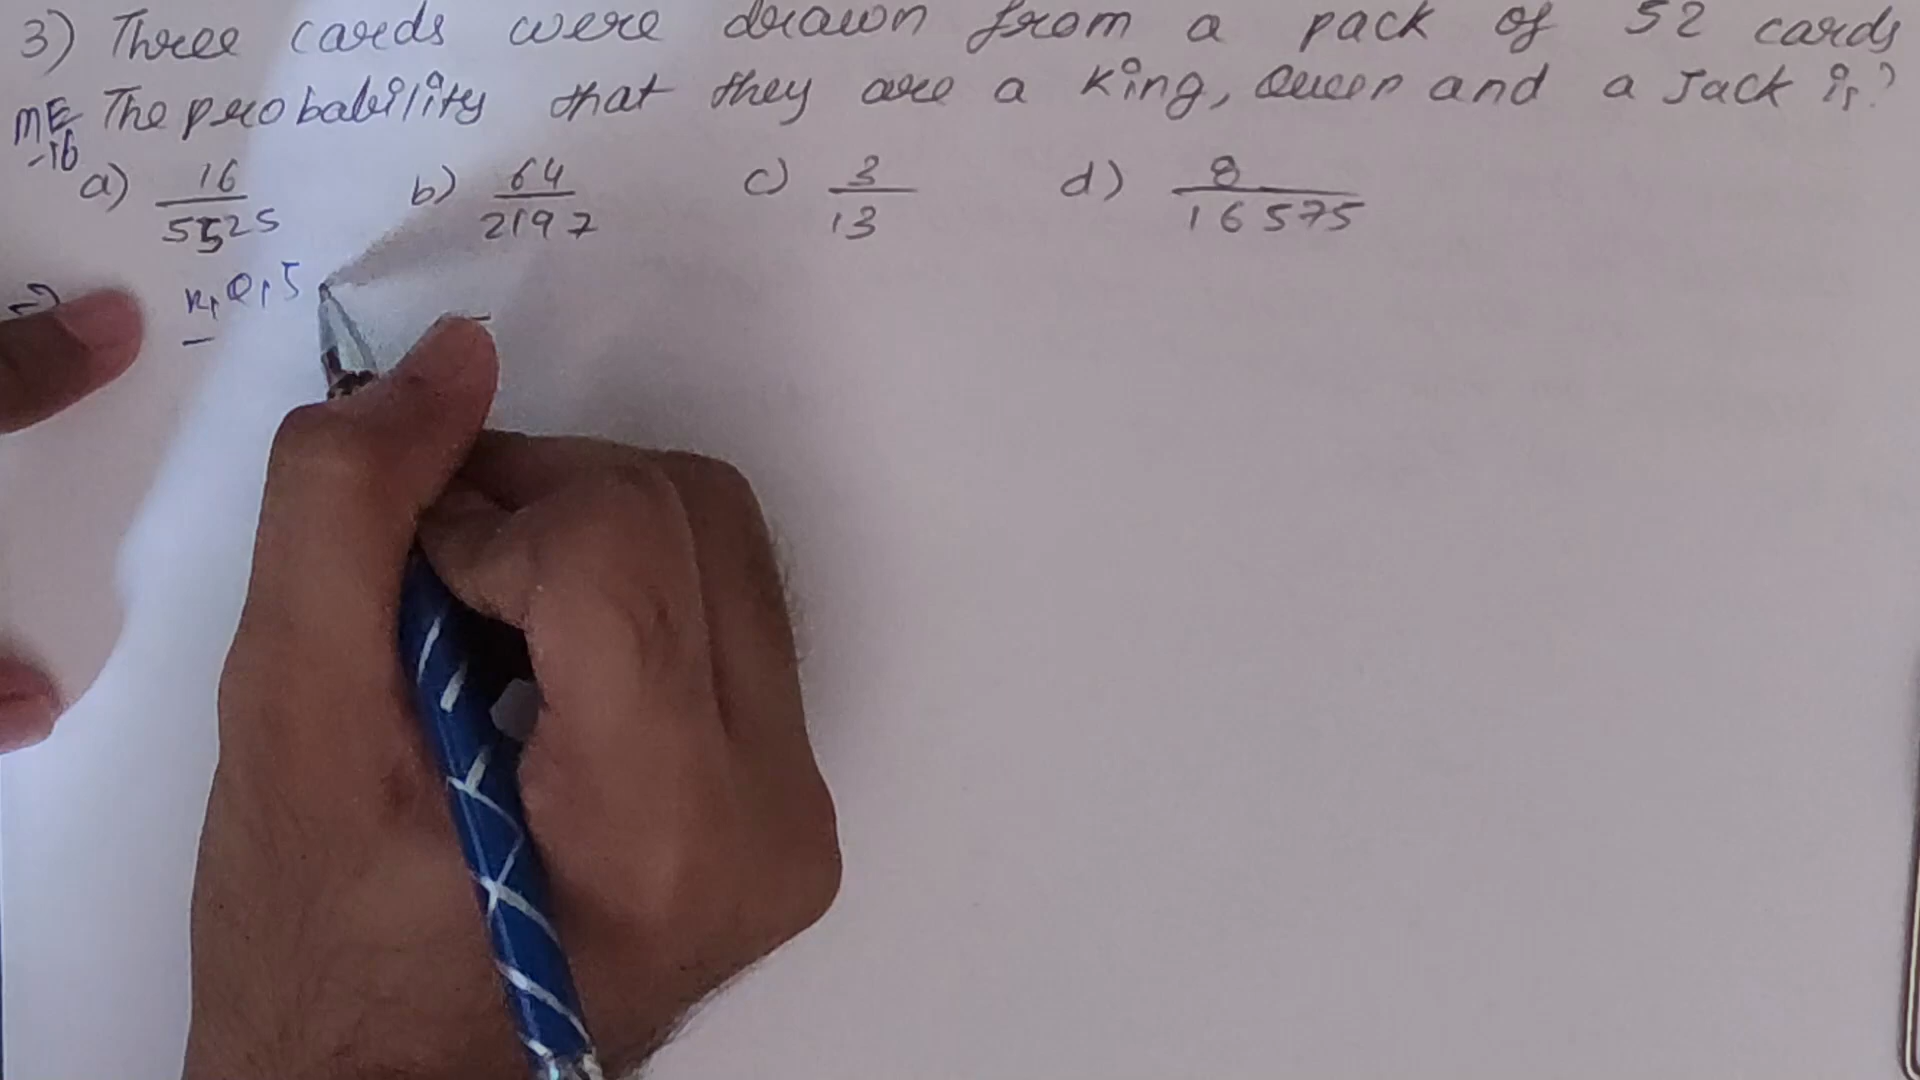 3) Three cards were drawn from a pack of 52 cards
ME-16 The probability that they are a King, Queen and a Jack is?
a) 16/5525 b) 64/2197 c) 3/13 d) 8/16575
=> K, Q, J